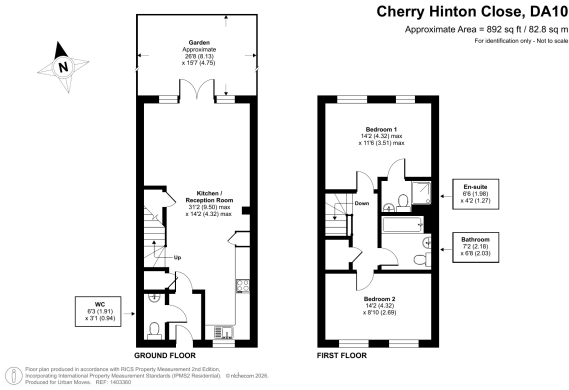 Cherry Hinton Close, DA10
Approximate Area = 892 sq ft / 82.8 sq m
For identification only - Not to scale
N
Garden
Approximate
26'8 (8.13)
x 15'7 (4.75)
Kitchen /
Reception Room
31'2 (9.50) max
x 14'2 (4.32) max
Up
WC
6'3 (1.91)
x 3'1 (0.94)
GROUND FLOOR
Bedroom 1
14'2 (4.32) max
x 11'6 (3.51) max
En-suite
6'6 (1.98)
x 4'2 (1.27)
Down
Bathroom
7'2 (2.18)
x 6'8 (2.03)
Bedroom 2
14'2 (4.32)
x 8'10 (2.69)
FIRST FLOOR
Floor plan produced in accordance with RICS Property Measurement 2nd Edition,
Incorporating International Property Measurement Standards (IPMS2 Residential). © nichecom 2026.
Produced for Urban Moves. REF: 1403360